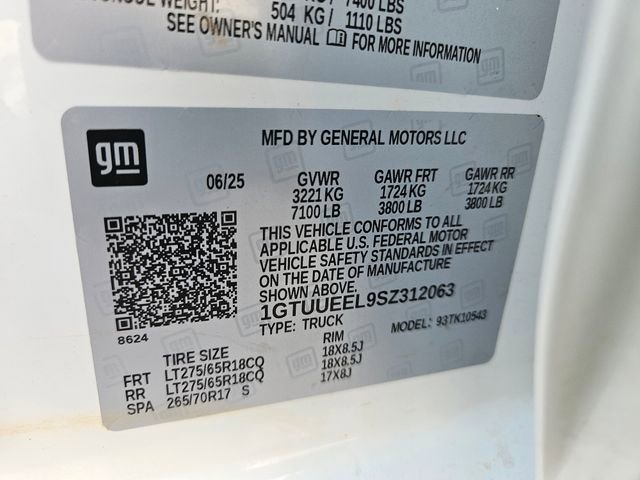 WEIGHT: 7400 LBS
504 KG/ 1110 LBS
SEE OWNER'S MANUAL FOR MORE INFORMATION
gm
MFD BY GENERAL MOTORS LLC
06/25 GVWR GAWR FRT GAWR RR
3221 KG 1724 KG 1724 KG
7100 LB 3800 LB 3800 LB
THIS VEHICLE CONFORMS TO ALL
APPLICABLE U.S. FEDERAL MOTOR
VEHICLE SAFETY STANDARDS IN EFFECT
ON THE DATE OF MANUFACTURE
SHOWN ABOVE.
1GTUUEEL9SZ312063
8624 TYPE: TRUCK MODEL: 93TK10543
TIRE SIZE RIM
FRT LT275/65R18CQ 18X8.5J
RR LT275/65R18CQ 18X8.5J
SPA 265/70R17 S 17X8J